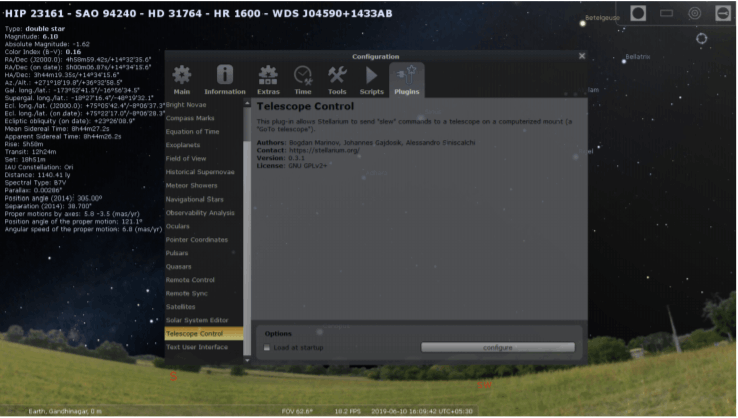 HIP 23161 - SAO 94240 - HD 31764 - HR 1600 - WDS J04590+1433AB
Type: double star
Magnitude: 6.10
Absolute Magnitude: -1.62
Color Index (B-V): 0.16
RA/Dec (J2000.0): 4h58m59.42s/+14°32'35.6"
RA/Dec (on date): 5h00m06.87s/+14°34'15.6"
HA/Dec: 3h44m19.35s/+14°34'15.6"
Az./Alt.: +271°18'19.8"/+36°32'58.5"
Gal. long./lat.: -173°52'41.5"/-16°56'34.5"
Supergal. long./lat.: -18°27'16.4"/-48°19'32.1"
Ecl. long./lat. (J2000.0): +75°05'42.4"/-8°06'37.3"
Ecl. long./lat. (on date): +75°22'17.0"/-8°06'28.3"
Ecliptic obliquity (on date): +23°26'08.9"
Mean Sidereal Time: 8h44m27.2s
Apparent Sidereal Time: 8h44m26.2s
Rise: 5h58m
Transit: 12h24m
Set: 18h51m
IAU Constellation: Ori
Distance: 1140.41 ly
Spectral Type: B7V
Parallax: 0.00286"
Position angle (2014): 305.00°
Separation (2014): 38.700"
Proper motions by axes: 5.8 -3.5 (mas/yr)
Position angle of the proper motion: 121.1°
Angular speed of the proper motion: 6.8 (mas/yr)
Betelgeuse
Bellatrix
Configuration
Main Information Extras Time Tools Scripts Plugins
Bright Novae
Compass Marks
Equation of Time
Exoplanets
Field of View
Historical Supernovae
Meteor Showers
Navigational Stars
Observability Analysis
Oculars
Pointer Coordinates
Pulsars
Quasars
Remote Control
Remote Sync
Satellites
Solar System Editor
Telescope Control
Text User Interface
Telescope Control
This plug-in allows Stellarium to send "slew" commands to a telescope on a computerized mount (a
"GoTo telescope").
Authors: Bogdan Marinov, Johannes Gajdosik, Alessandro Siniscalchi
Contact: https://stellarium.org/
Version: 0.3.1
License: GNU GPLv2+
Options
Load at startup
configure
Earth, Gandhinagar, 0 m
FOV 62.6° 18.2 FPS 2019-06-10 16:09:42 UTC+05:30